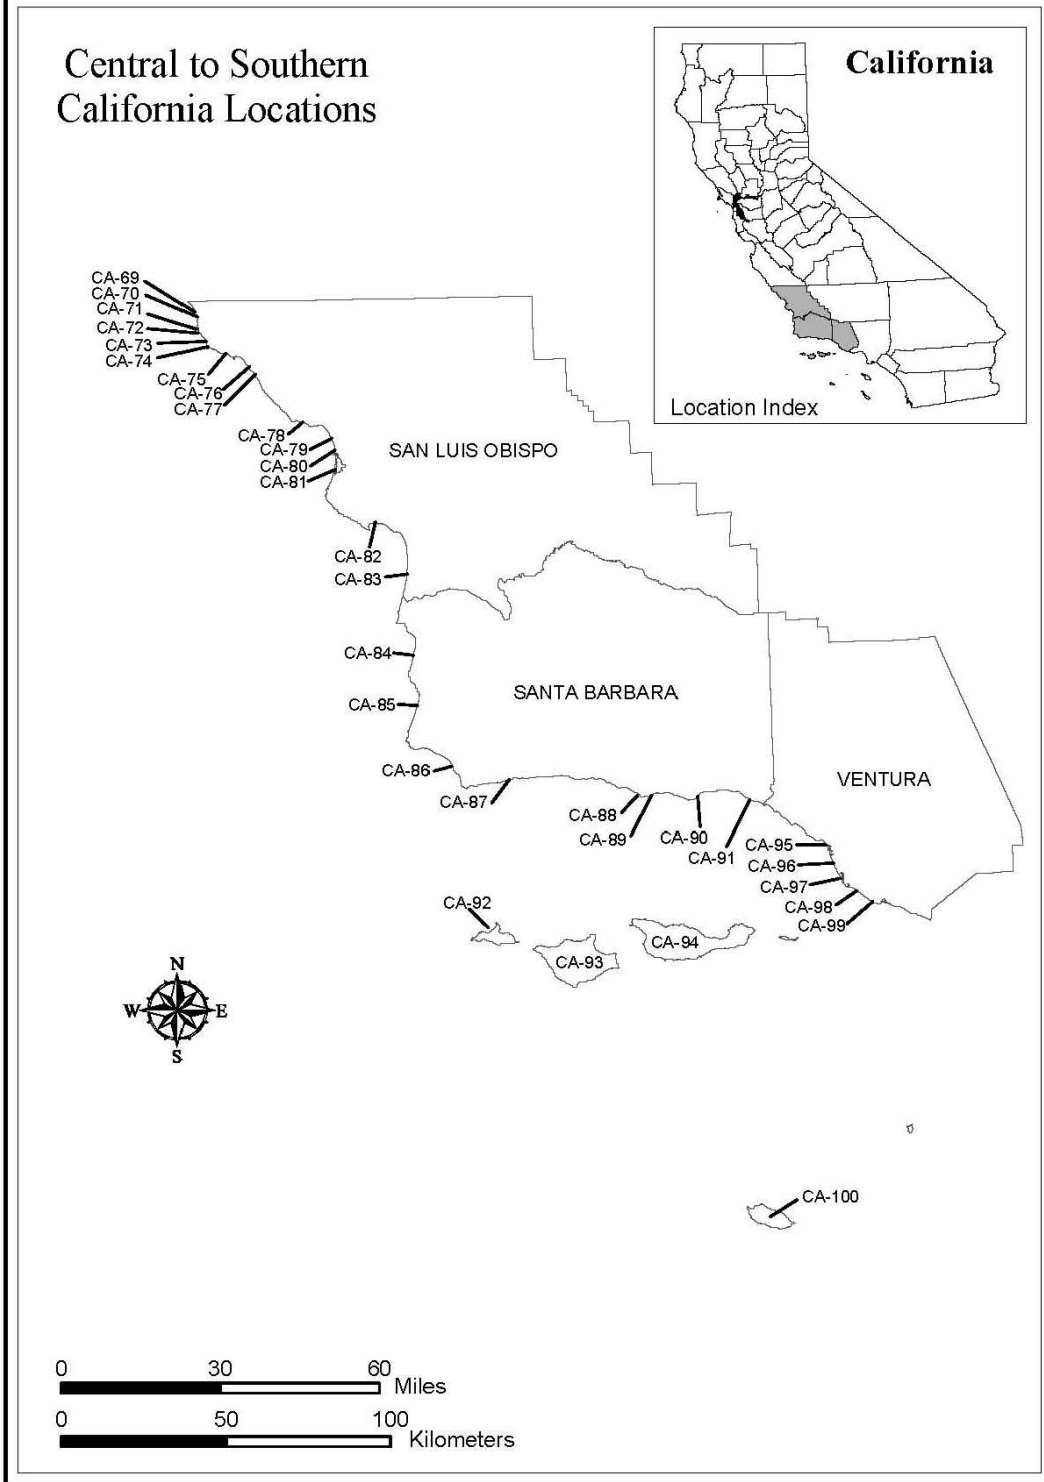 Central to Southern
California Locations
California
Location Index
CA-69
CA-70
CA-71
CA-72
CA-73
CA-74
CA-75
CA-76
CA-77
CA-78
CA-79
CA-80
CA-81
SAN LUIS OBISPO
CA-82
CA-83
CA-84
CA-85
SANTA BARBARA
CA-86
CA-87
CA-88
CA-89
CA-90
CA-91
VENTURA
CA-95
CA-96
CA-97
CA-98
CA-99
CA-92
CA-93
CA-94
N
W E
S
CA-100
0 30 60
Miles
0 50 100
Kilometers